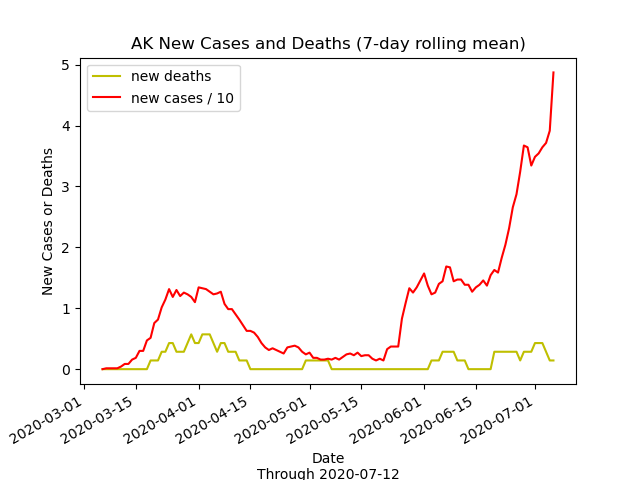 AK New Cases and Deaths (7-day rolling mean)
new deaths
new cases / 10
New Cases or Deaths
5
4
3
2
1
0
2020-03-01
2020-03-15
2020-04-01
2020-04-15
2020-05-01
2020-05-15
2020-06-01
2020-06-15
2020-07-01
Date
Through 2020-07-12